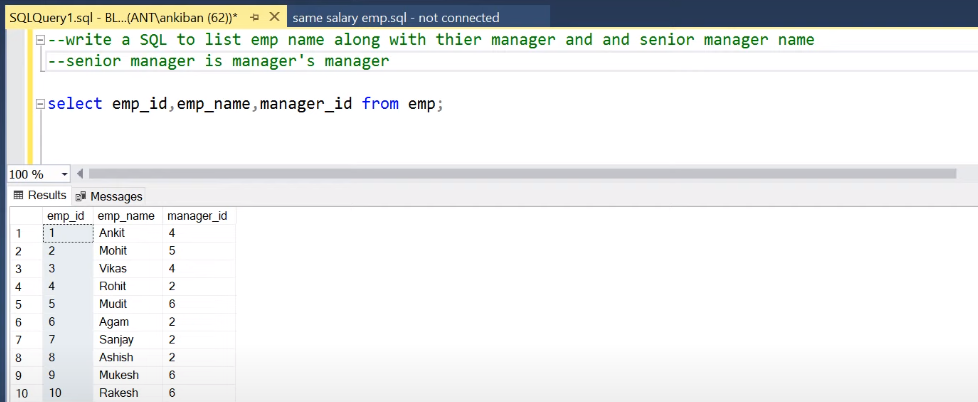 SQLQuery1.sql - BL...(ANT\ankiban (62))* same salary emp.sql - not connected
--write a SQL to list emp name along with thier manager and and senior manager name
--senior manager is manager's manager
select emp_id,emp_name,manager_id from emp;
100 %
Results Messages
emp_id emp_name manager_id
1 1 Ankit 4
2 2 Mohit 5
3 3 Vikas 4
4 4 Rohit 2
5 5 Mudit 6
6 6 Agam 2
7 7 Sanjay 2
8 8 Ashish 2
9 9 Mukesh 6
10 10 Rakesh 6